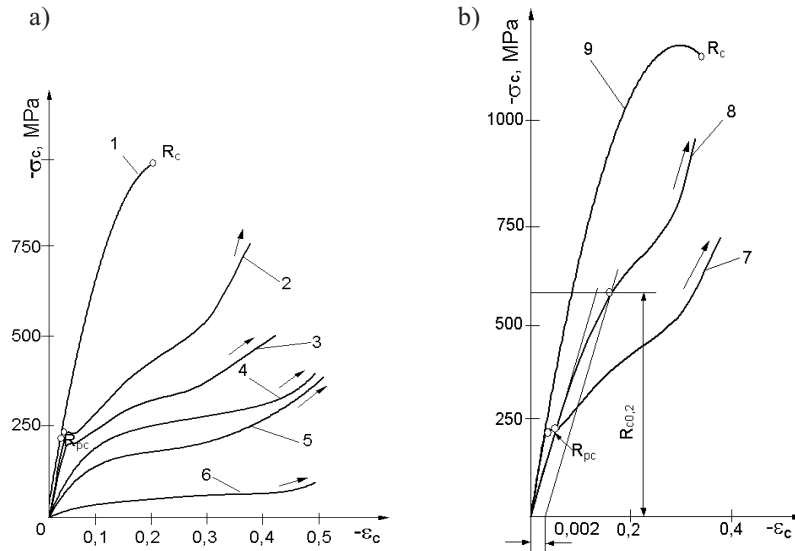 a)
-σc, MPa
750
500
250
0
0,1
0,2
0,3
0,4
0,5
-εc
1
Rc
2
3
4
5
6
Rpc
b)
-σc, MPa
1000
750
500
250
0,002
0,2
0,4
-εc
9
Rc
8
7
Rpc
Rc0,2